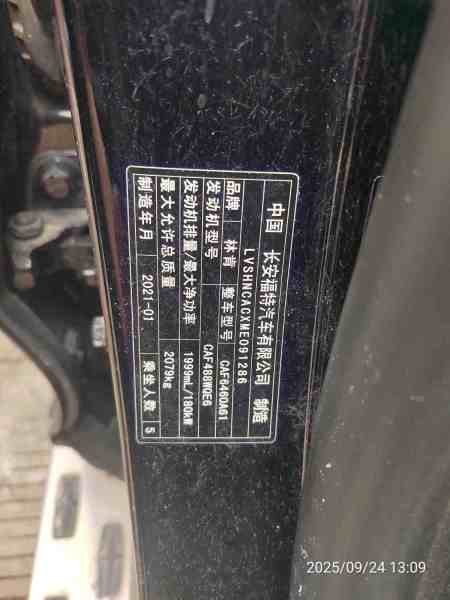 中国 长安福特汽车有限公司 制造
LVSHNCACXME091286
品牌 林肯 整车型号 CAF6460A61
发动机型号 CAF488WQE6
发动机排量/最大净功率 1999mL/180kW
最大允许总质量 2079kg
制造年月 2021-01 乘坐人数 5
2025/09/24 13:09